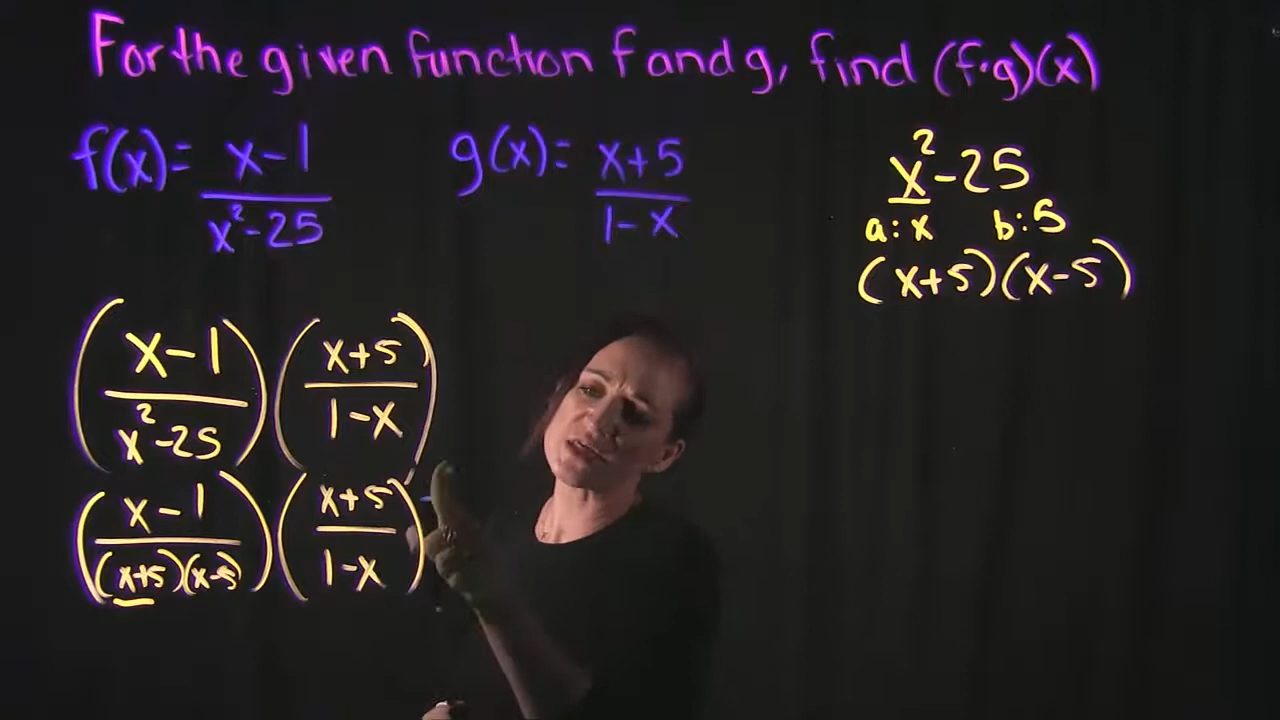 For the given function f and g, find (f·g)(x)
f(x) = x-1 / x²-25
g(x) = x+5 / 1-x
x²-25
a: x b: 5
(x+5)(x-5)
(x-1 / x²-25)(x+5 / 1-x)
(x-1 / (x+5)(x-5))(x+5 / 1-x)